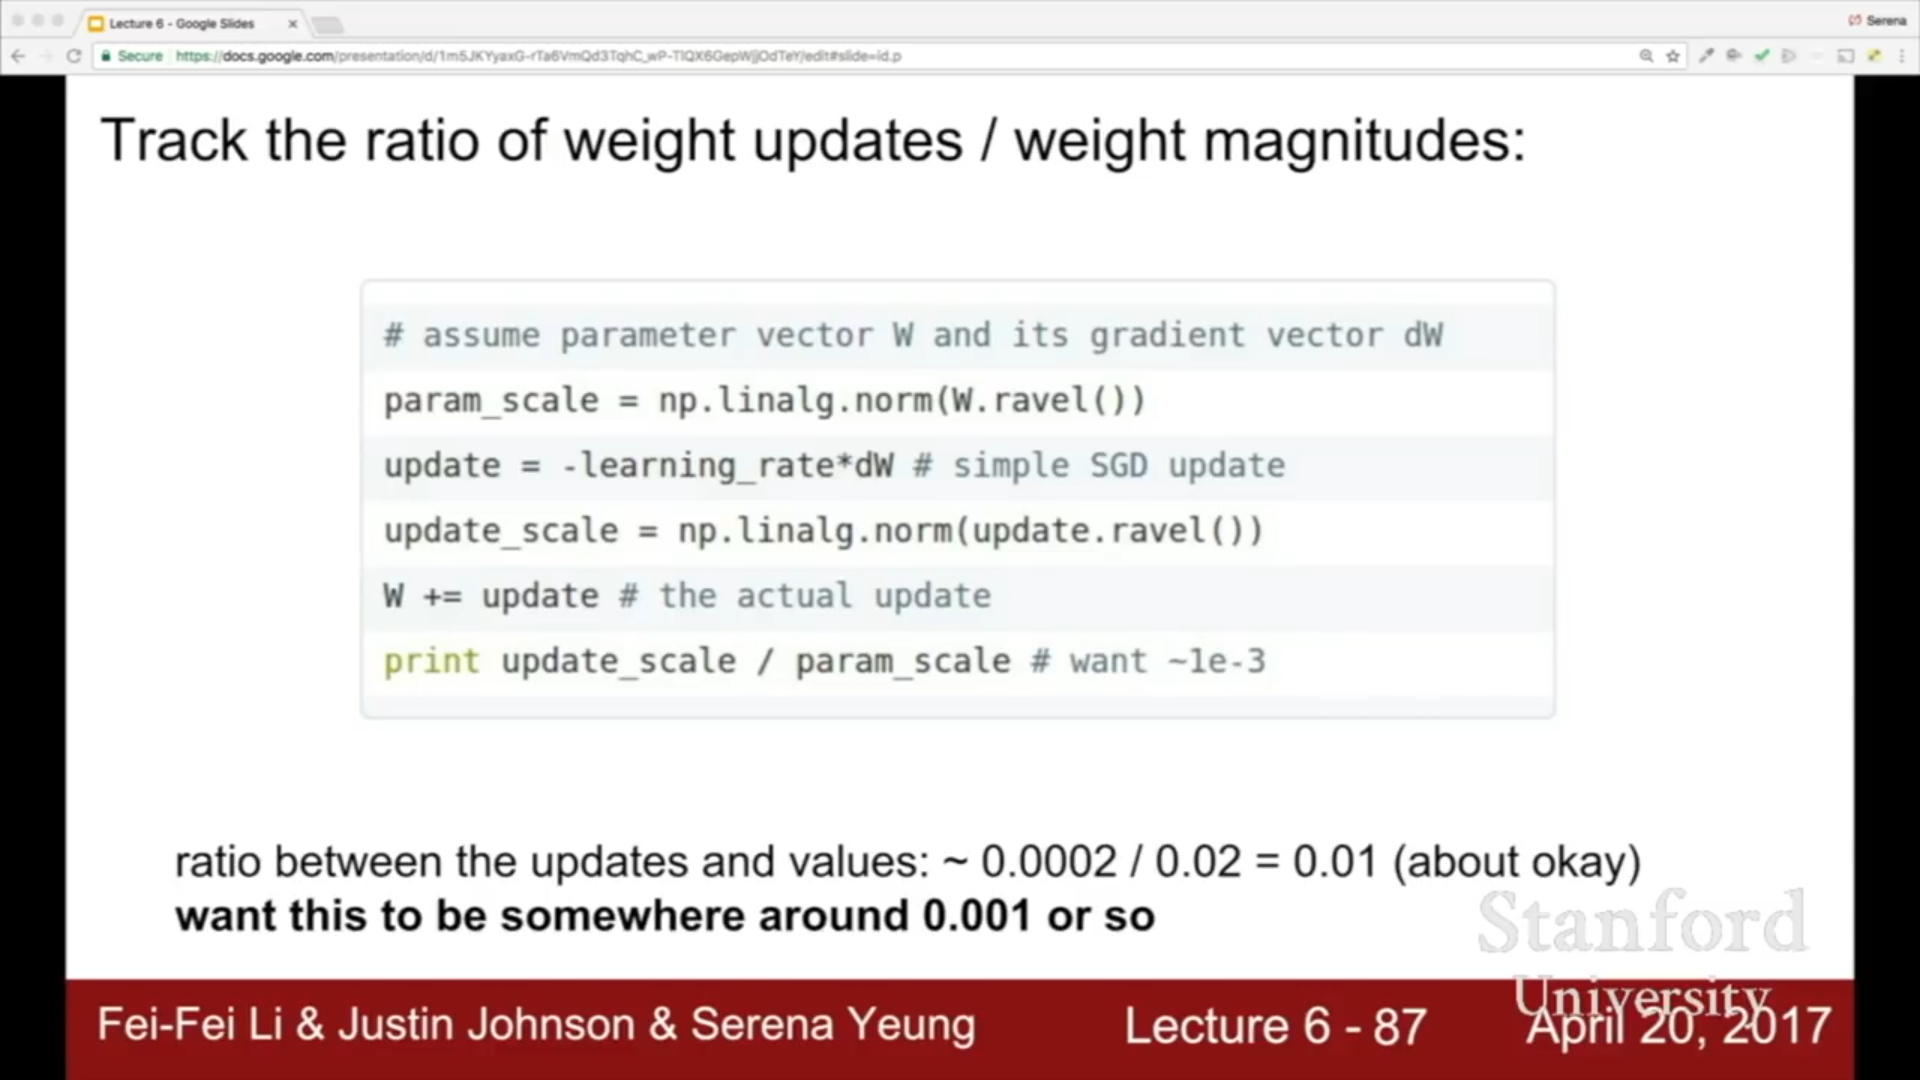 Lecture 6 - Google Slides
Serena
Secure https://docs.google.com/presentation/d/1m5JKYyaxG-rTa6VmQd3TqhC_wP-TlQX6GepWjjOdTeY/edit#slide=id.p
Track the ratio of weight updates / weight magnitudes:
# assume parameter vector W and its gradient vector dW
param_scale = np.linalg.norm(W.ravel())
update = -learning_rate*dW # simple SGD update
update_scale = np.linalg.norm(update.ravel())
W += update # the actual update
print update_scale / param_scale # want ~1e-3
ratio between the updates and values: ~ 0.0002 / 0.02 = 0.01 (about okay)
want this to be somewhere around 0.001 or so
Stanford
University
Fei-Fei Li & Justin Johnson & Serena Yeung
Lecture 6 - 87
April 20, 2017